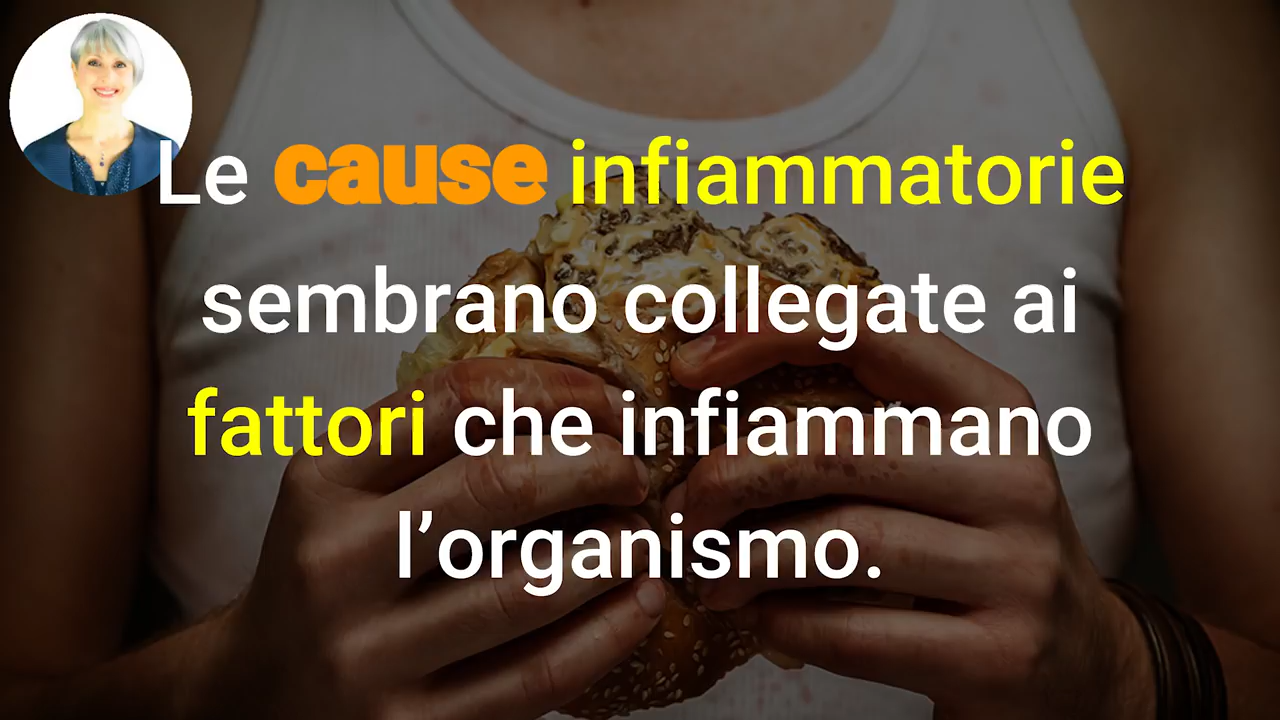 Le cause infiammatorie
sembrano collegate ai
fattori che infiammano
l’organismo.